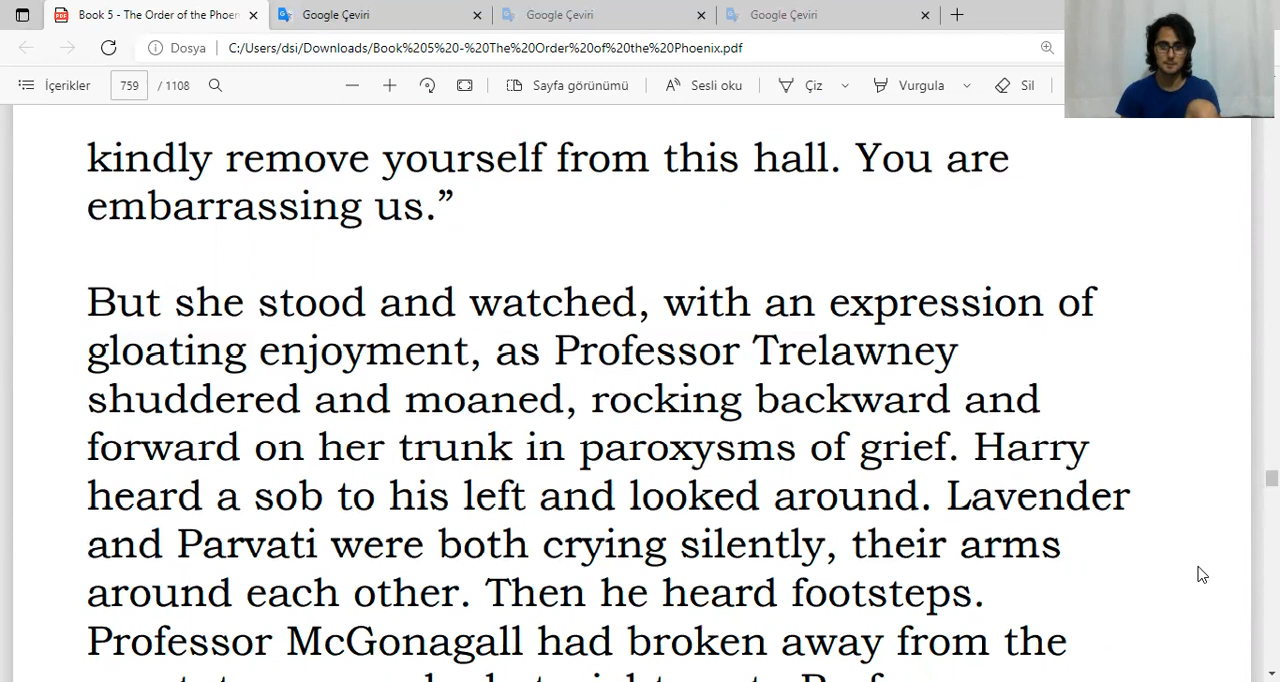 Book 5 - The Order of the Phoen
Google Çeviri
Google Çeviri
Google Çeviri
Dosya
C:/Users/dsi/Downloads/Book%205%20-%20The%20Order%20of%20the%20Phoenix.pdf
İçerikler
759 / 1108
Sayfa görünümü
Sesli oku
Çiz
Vurgula
Sil
kindly remove yourself from this hall. You are
embarrassing us.”
But she stood and watched, with an expression of
gloating enjoyment, as Professor Trelawney
shuddered and moaned, rocking backward and
forward on her trunk in paroxysms of grief. Harry
heard a sob to his left and looked around. Lavender
and Parvati were both crying silently, their arms
around each other. Then he heard footsteps.
Professor McGonagall had broken away from the